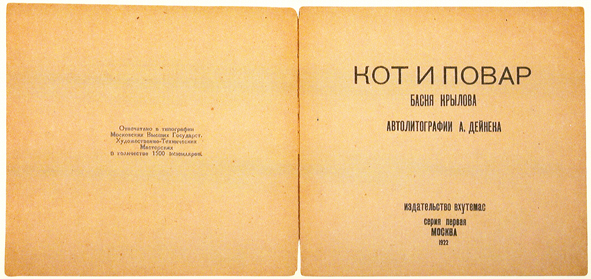 Отпечатано в типографии
Московских Высших Государст.
Художественно-Технических
Мастерских
в количестве 1500 экземпляров.
КОТ И ПОВАР
БАСНЯ КРЫЛОВА
АВТОЛИТОГРАФИИ А. ДЕЙНЕКА
издательство вхутемас
серия первая
МОСКВА
1922